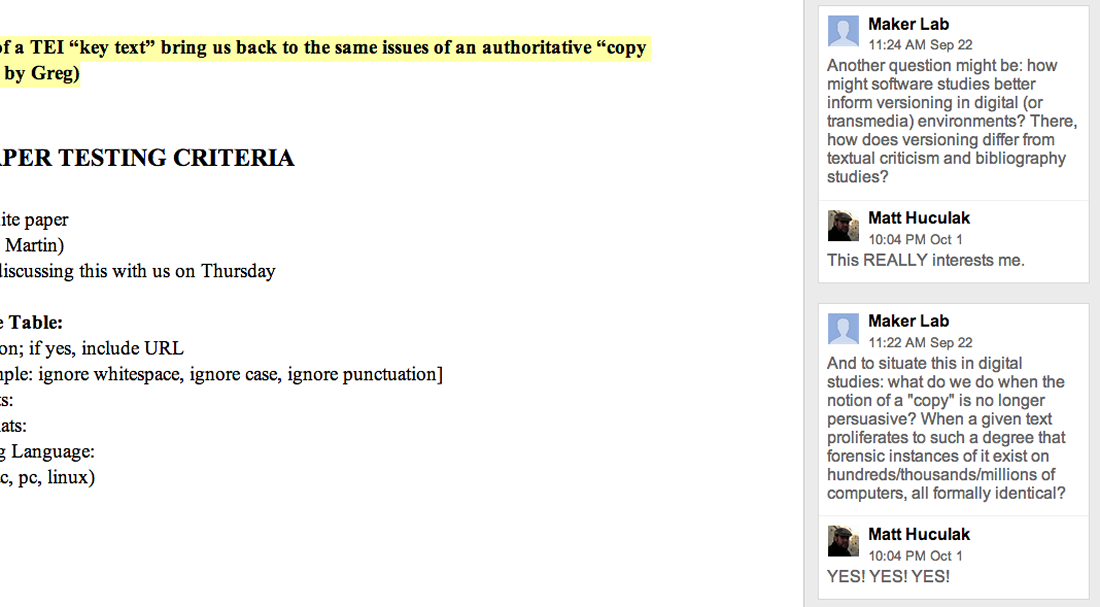 of a TEI “key text” bring us back to the same issues of an authoritative “copy
by Greg)
APER TESTING CRITERIA
ite paper
Martin)
discussing this with us on Thursday
e Table:
on; if yes, include URL
mple: ignore whitespace, ignore case, ignore punctuation]
ts:
ats:
g Language:
c, pc, linux)
Maker Lab
11:24 AM Sep 22
Another question might be: how
might software studies better
inform versioning in digital (or
transmedia) environments? There,
how does versioning differ from
textual criticism and bibliography
studies?
Matt Huculak
10:04 PM Oct 1
This REALLY interests me.
Maker Lab
11:22 AM Sep 22
And to situate this in digital
studies: what do we do when the
notion of a "copy" is no longer
persuasive? When a given text
proliferates to such a degree that
forensic instances of it exist on
hundreds/thousands/millions of
computers, all formally identical?
Matt Huculak
10:04 PM Oct 1
YES! YES! YES!